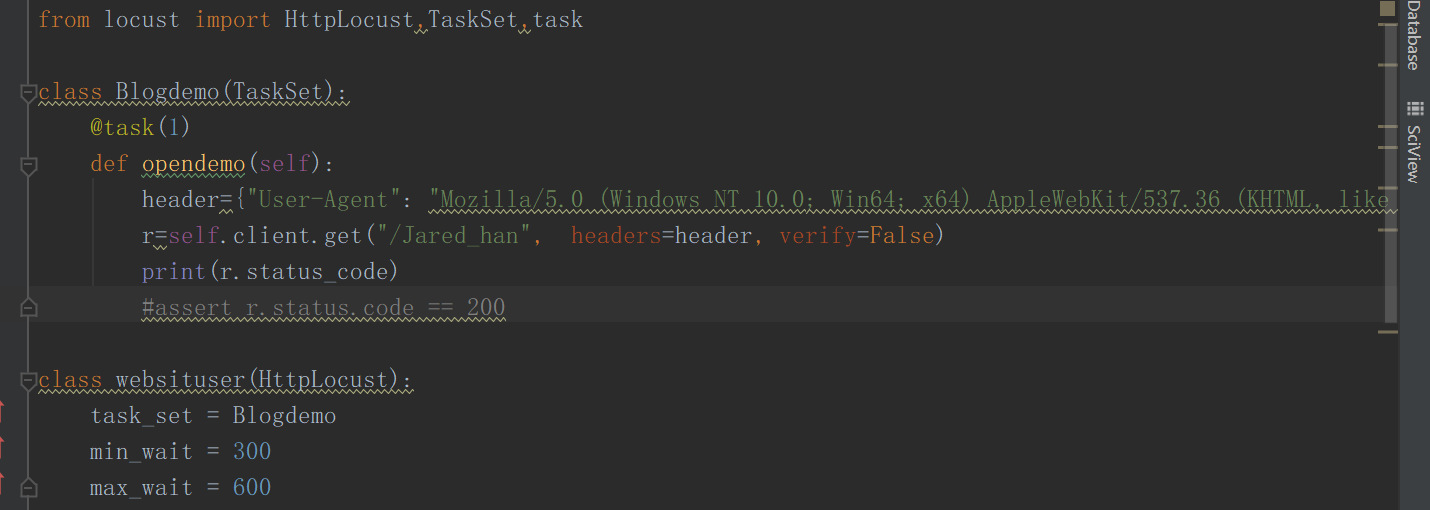 from locust import HttpLocust,TaskSet,task
class Blogdemo(TaskSet):
@task(1)
def opendemo(self):
header={"User-Agent": "Mozilla/5.0 (Windows NT 10.0; Win64; x64) AppleWebKit/537.36 (KHTML, like
r=self.client.get("/Jared_han", headers=header, verify=False)
print(r.status_code)
#assert r.status.code == 200
class websituser(HttpLocust):
task_set = Blogdemo
min_wait = 300
max_wait = 600
Database
SciView